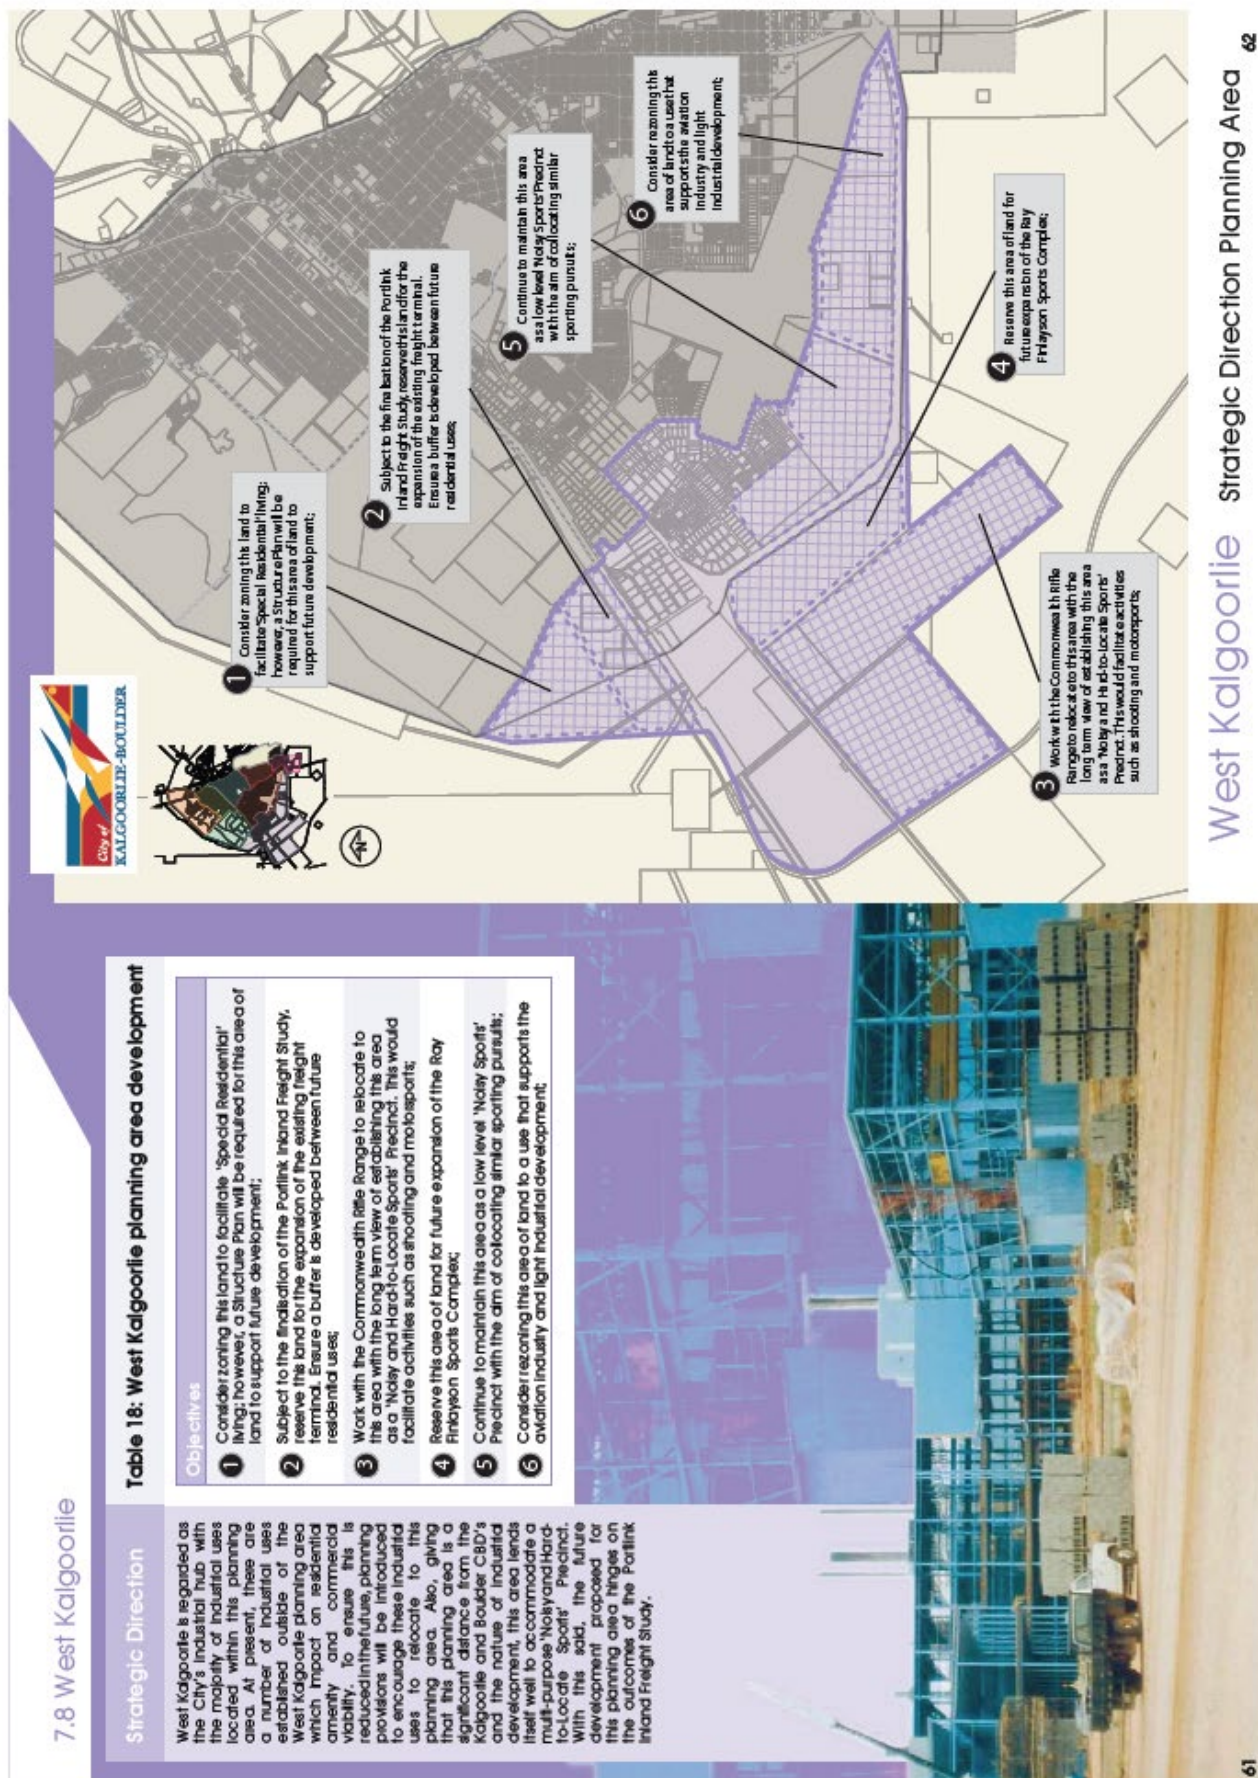 7.8 West Kalgoorlie
Strategic Direction
West Kalgoorlie is regarded as
the City's industrial hub with
the majority of industrial uses
located within this planning
area. At present, there are
a number of industrial uses
established outside of the
West Kalgoorlie planning area
which impact on residential
amenity and commercial
viability. To ensure this is
reduced in the future, planning
provisions will be introduced
to encourage these industrial
uses to relocate to this
planning area. Also, giving
that this planning area is a
significant distance from the
Kalgoorlie and Boulder CBD's
and the nature of industrial
development, this area lends
itself well to accommodate a
multi-purpose 'Noisy and Hard-
to-Locate Sports' Precinct.
With this said, the future
development proposed for
this planning area hinges on
the outcomes of the Portlink
Inland Freight Study.
Table 18: West Kalgoorlie planning area development
Objectives
1 Consider zoning this land to facilitate 'Special Residential'
living; however, a Structure Plan will be required for this area of
land to support future development;
2 Subject to the finalisation of the Portlink Inland Freight Study,
reserve this land for the expansion of the existing freight
terminal. Ensure a buffer is developed between future
residential uses;
3 Work with the Commonwealth Rifle Range to relocate to
this area with the long term view of establishing this area
as a 'Noisy and Hard-to-Locate Sports' Precinct. This would
facilitate activities such as shooting and motorsports;
4 Reserve this area of land for future expansion of the Ray
Finlayson Sports Complex;
5 Continue to maintain this area as a low level 'Noisy Sports'
Precinct with the aim of collocating similar sporting pursuits;
6 Consider rezoning this area of land to a use that supports the
aviation industry and light industrial development;
61
City of
KALGOORLIE-BOULDER
N
1 Consider zoning this land to
facilitate 'Special Residential' living;
however, a Structure Plan will be
required for this area of land to
support future development;
2 Subject to the finalisation of the Portlink
Inland Freight Study, reserve this land for the
expansion of the existing freight terminal.
Ensure a buffer is developed between future
residential uses;
5 Continue to maintain this area
as a low level 'Noisy Sports' Precinct
with the aim of collocating similar
sporting pursuits;
6 Consider rezoning this
area of land to a use that
supports the aviation
industry and light
industrial development;
4 Reserve this area of land for
future expansion of the Ray
Finlayson Sports Complex;
3 Work with the Commonwealth Rifle
Range to relocate to this area with the
long term view of establishing this area
as a 'Noisy and Hard-to-Locate Sports'
Precinct. This would facilitate activities
such as shooting and motorsports;
West Kalgoorlie Strategic Direction Planning Area
62